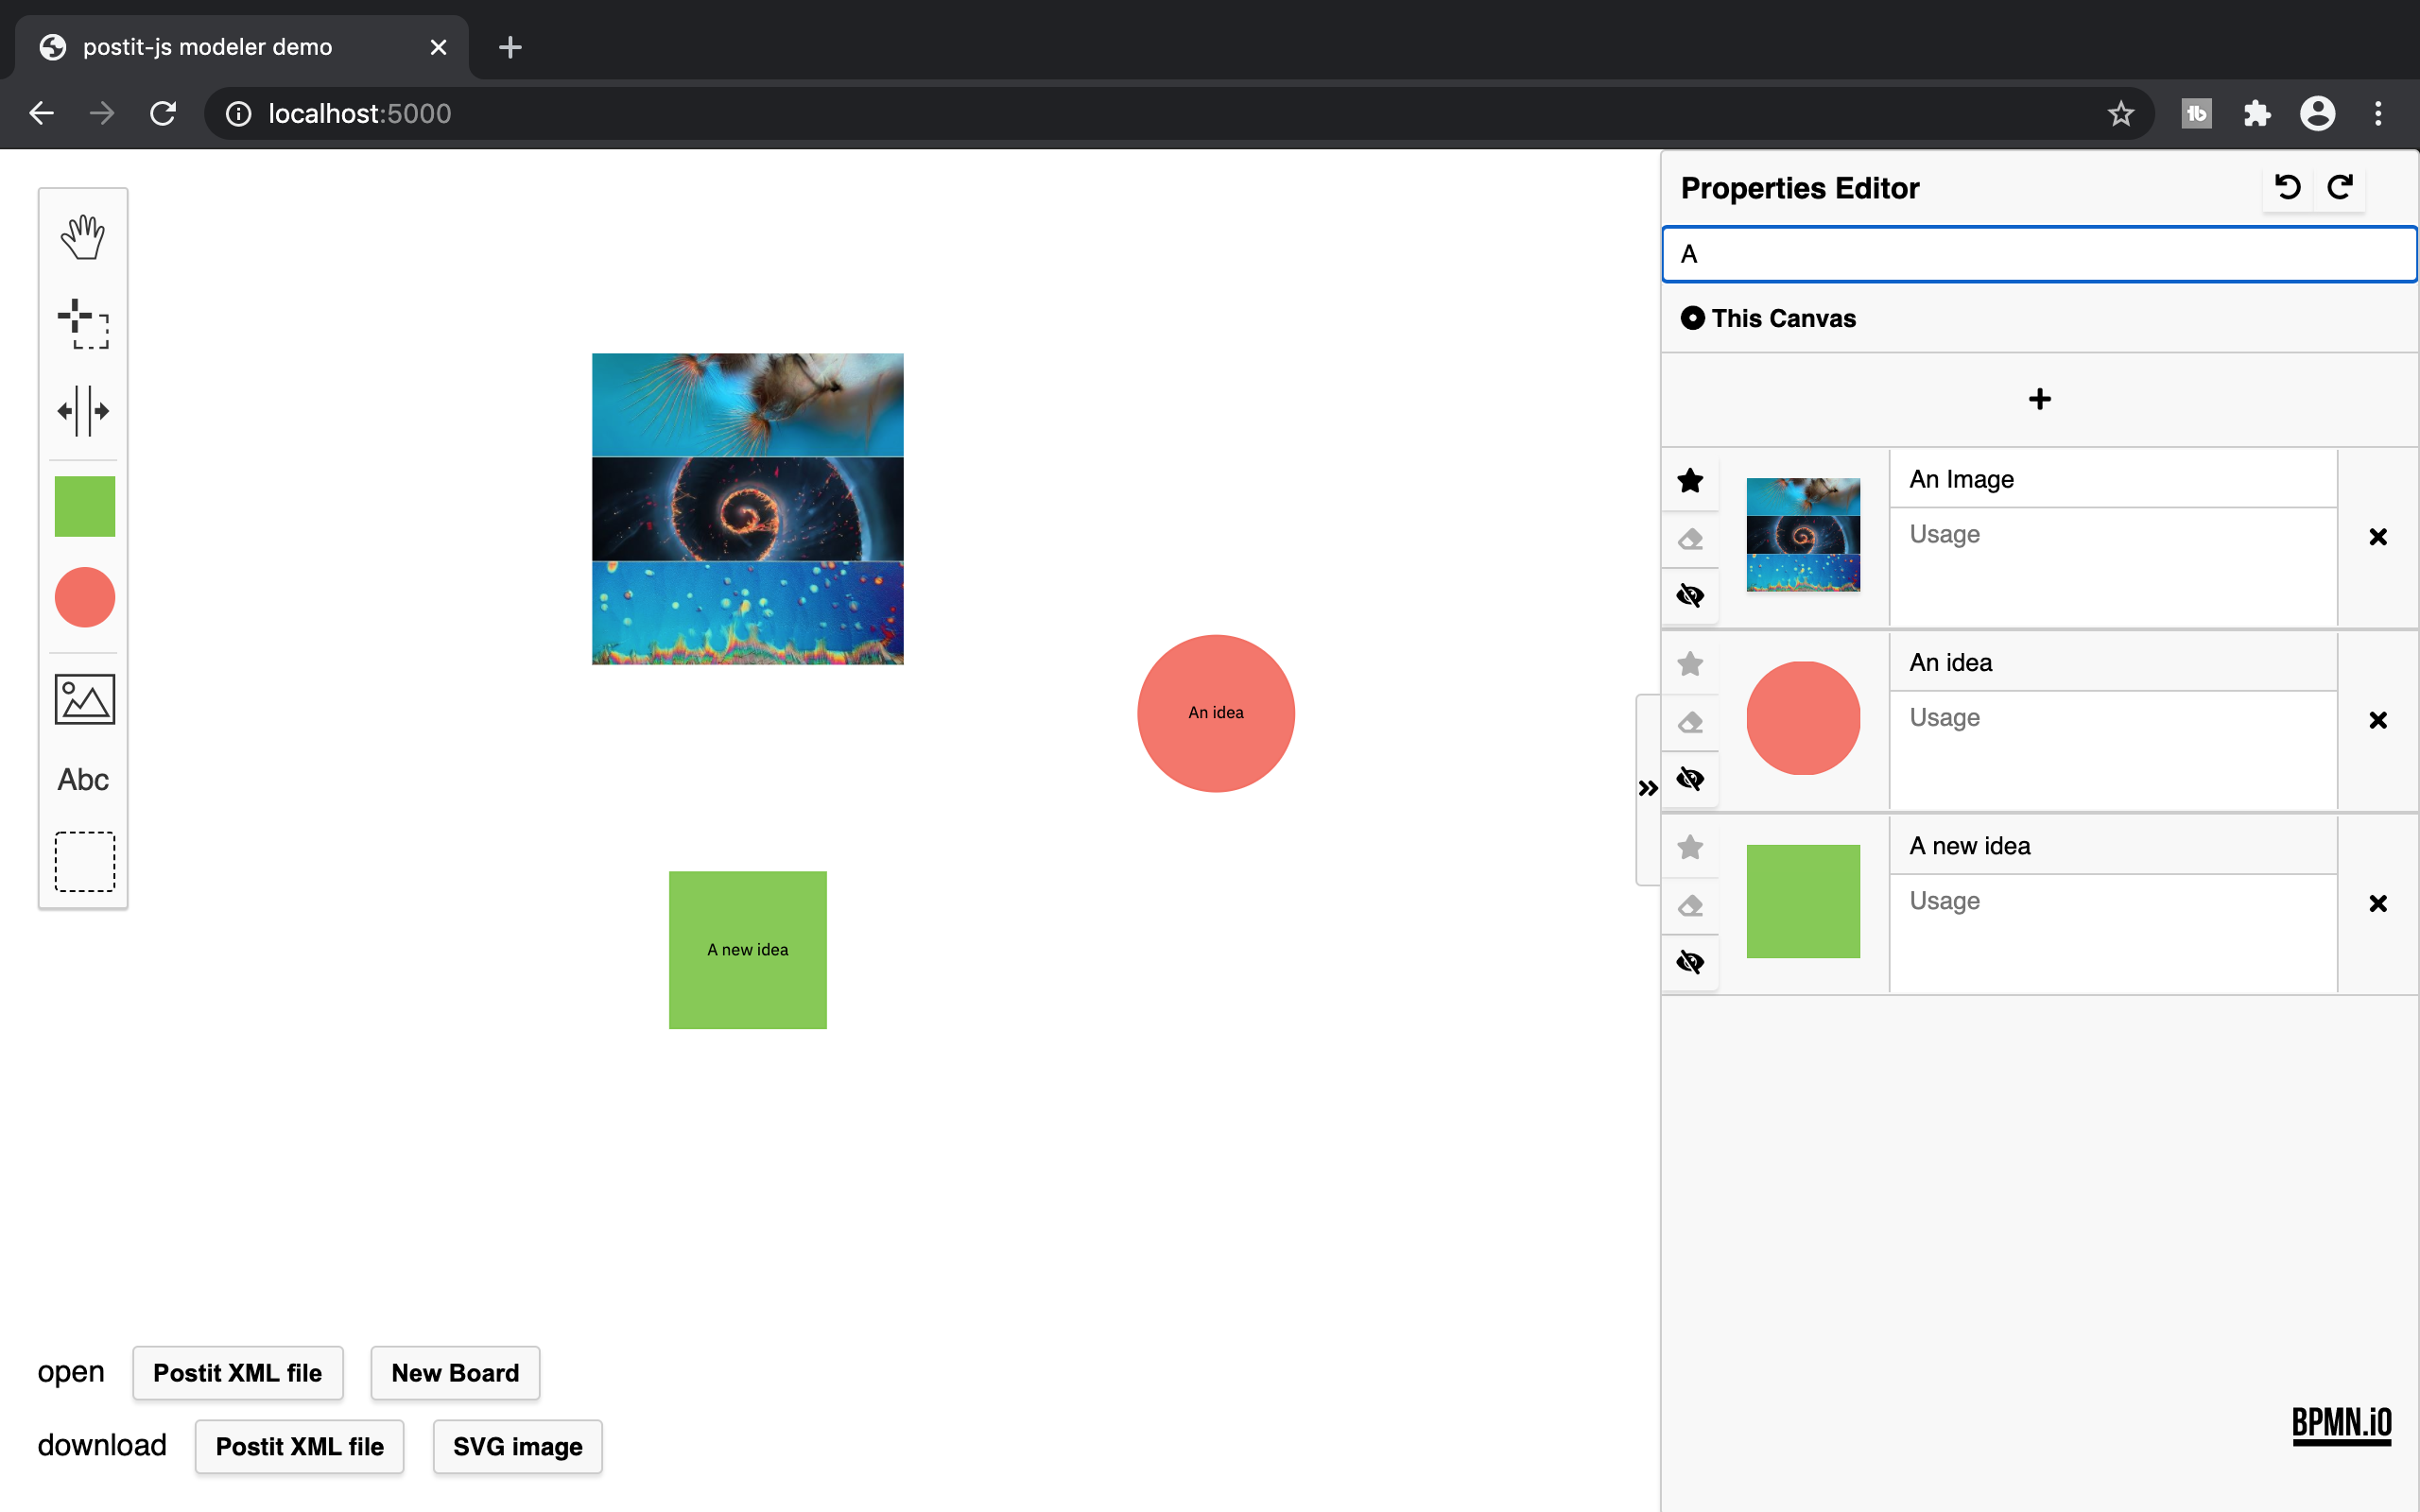 postit-js modeler demo
localhost:5000
Properties Editor
A
This Canvas
An Image
Usage
An idea
Usage
A new idea
Usage
Abc
An idea
A new idea
open
Postit XML file
New Board
download
Postit XML file
SVG image
BPMN.iO